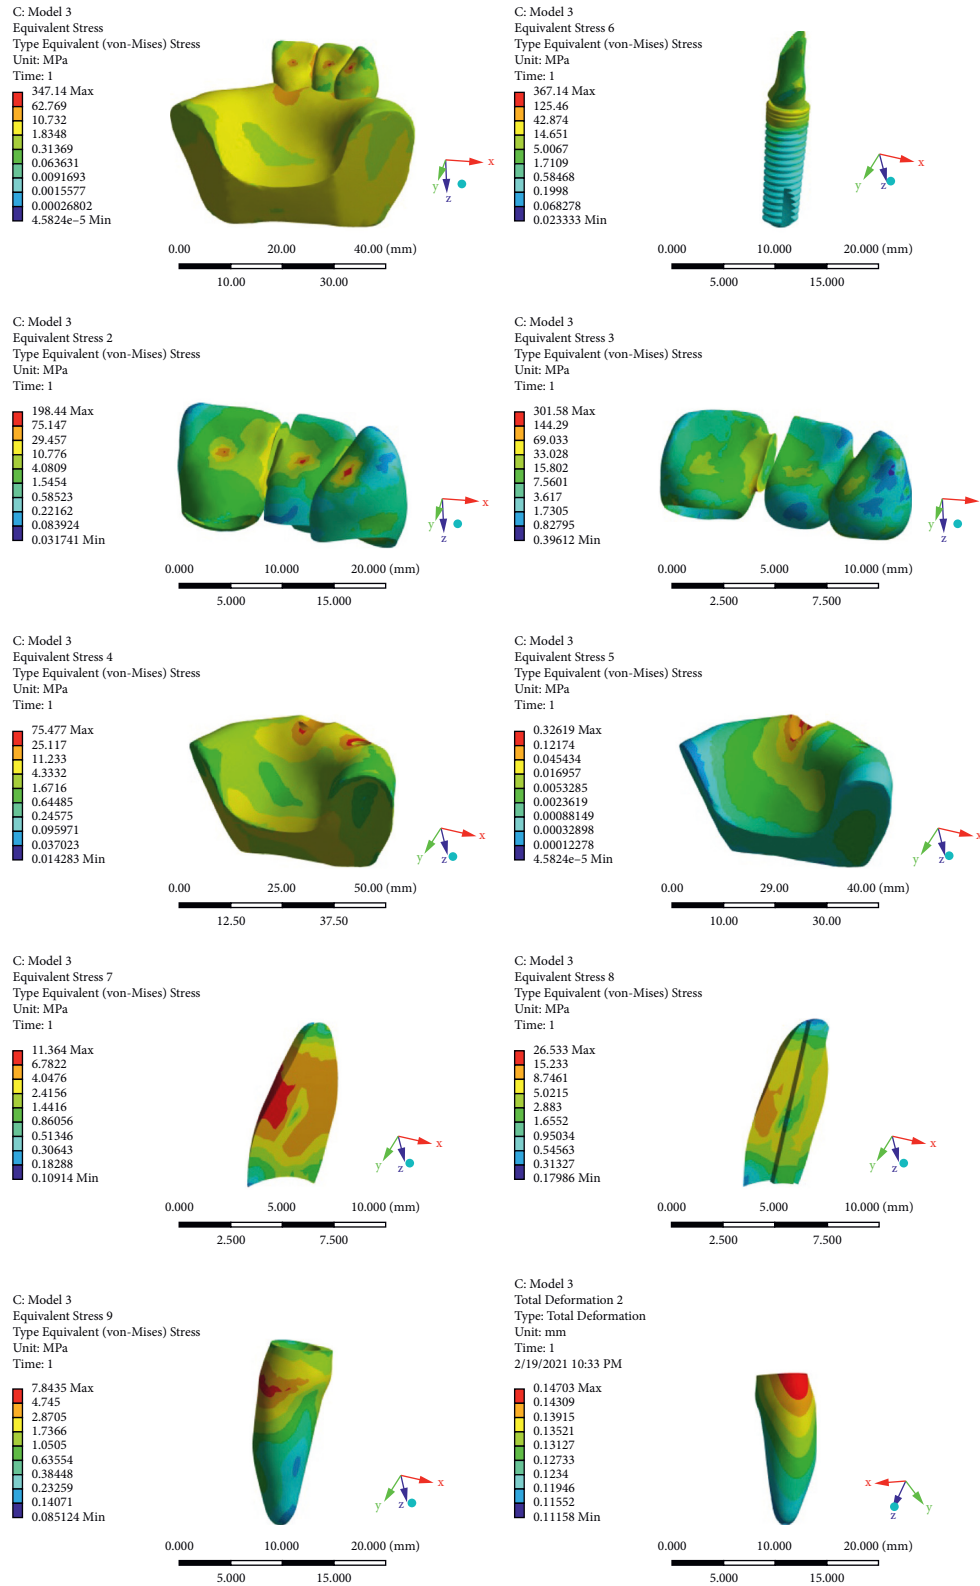 C: Model 3
Equivalent Stress
Type Equivalent (von-Mises) Stress
Unit: MPa
Time: 1
347.14 Max
62.769
10.732
1.8348
0.31369
0.063631
0.0091693
0.0015577
0.00026802
4.5824e–5 Min
y
x
z
0.00 20.00 40.00 (mm)
10.00 30.00
C: Model 3
Equivalent Stress 6
Type Equivalent (von-Mises) Stress
Unit: MPa
Time: 1
367.14 Max
125.46
42.874
14.651
5.0067
1.7109
0.58468
0.1998
0.068278
0.023333 Min
y
x
z
0.000 10.000 20.000 (mm)
5.000 15.000
C: Model 3
Equivalent Stress 2
Type Equivalent (von-Mises) Stress
Unit: MPa
Time: 1
198.44 Max
75.147
29.457
10.776
4.0809
1.5454
0.58523
0.22162
0.083924
0.031741 Min
y
x
z
0.000 10.000 20.000 (mm)
5.000 15.000
C: Model 3
Equivalent Stress 3
Type Equivalent (von-Mises) Stress
Unit: MPa
Time: 1
301.58 Max
144.29
69.033
33.028
15.802
7.5601
3.617
1.7305
0.82795
0.39612 Min
y
z
0.000 5.000 10.000 (mm)
2.500 7.500
C: Model 3
Equivalent Stress 4
Type Equivalent (von-Mises) Stress
Unit: MPa
Time: 1
75.477 Max
25.117
11.233
4.3332
1.6716
0.64485
0.24575
0.095971
0.037023
0.014283 Min
y
x
z
0.00 25.00 50.00 (mm)
12.50 37.50
C: Model 3
Equivalent Stress 5
Type Equivalent (von-Mises) Stress
Unit: MPa
Time: 1
0.32619 Max
0.12174
0.045434
0.016957
0.0053285
0.0023619
0.00088149
0.00032898
0.00012278
4.5824e–5 Min
y
x
z
0.00 29.00 40.00 (mm)
10.00 30.00
C: Model 3
Equivalent Stress 7
Type Equivalent (von-Mises) Stress
Unit: MPa
Time: 1
11.364 Max
6.7822
4.0476
2.4156
1.4416
0.86056
0.51346
0.30643
0.18288
0.10914 Min
y
x
z
0.000 5.000 10.000 (mm)
2.500 7.500
C: Model 3
Equivalent Stress 8
Type Equivalent (von-Mises) Stress
Unit: MPa
Time: 1
26.533 Max
15.233
8.7461
5.0215
2.883
1.6552
0.95034
0.54563
0.31327
0.17986 Min
y
x
z
0.000 5.000 10.000 (mm)
2.500 7.500
C: Model 3
Equivalent Stress 9
Type Equivalent (von-Mises) Stress
Unit: MPa
Time: 1
7.8435 Max
4.745
2.8705
1.7366
1.0505
0.63554
0.38448
0.23259
0.14071
0.085124 Min
y
x
z
0.000 10.000 20.000 (mm)
5.000 15.000
C: Model 3
Total Deformation 2
Type: Total Deformation
Unit: mm
Time: 1
2/19/2021 10:33 PM
0.14703 Max
0.14309
0.13915
0.13521
0.13127
0.12733
0.1234
0.11946
0.11552
0.11158 Min
x
z
y
0.000 10.000 20.000 (mm)
5.000 15.000